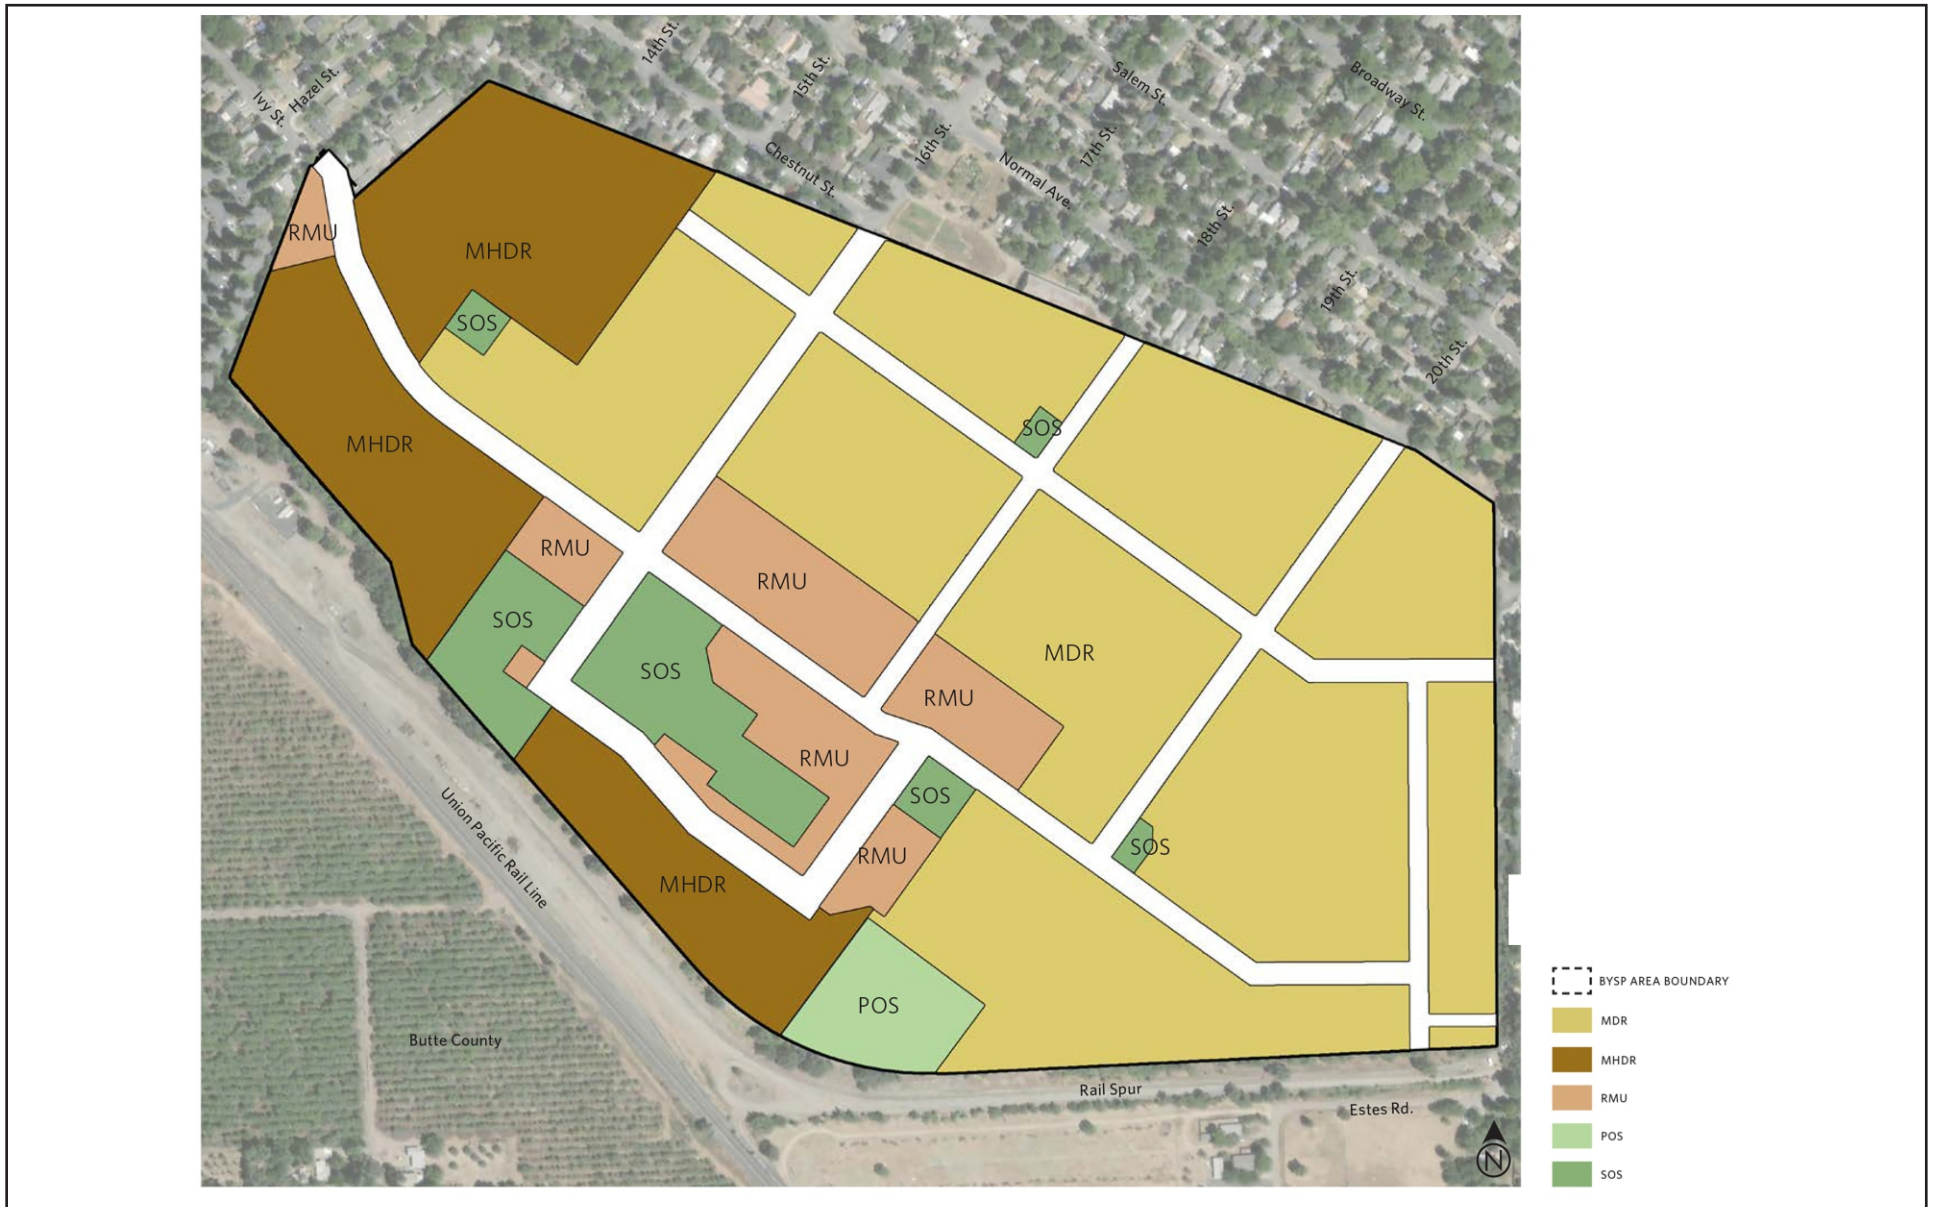 14th St.
15th St.
Salem St.
Broadway St.
Ivy St.
Hazel St.
Chestnut St.
16th St.
Normal Ave.
17th St.
18th St.
19th St.
20th St.
RMU
MHDR
SOS
MHDR
SOS
RMU
RMU
SOS
SOS
MDR
RMU
RMU
SOS
RMU
SOS
MHDR
POS
Union Pacific Rail Line
Butte County
Rail Spur
Estes Rd.
BYSP AREA BOUNDARY
MDR
MHDR
RMU
POS
SOS
N